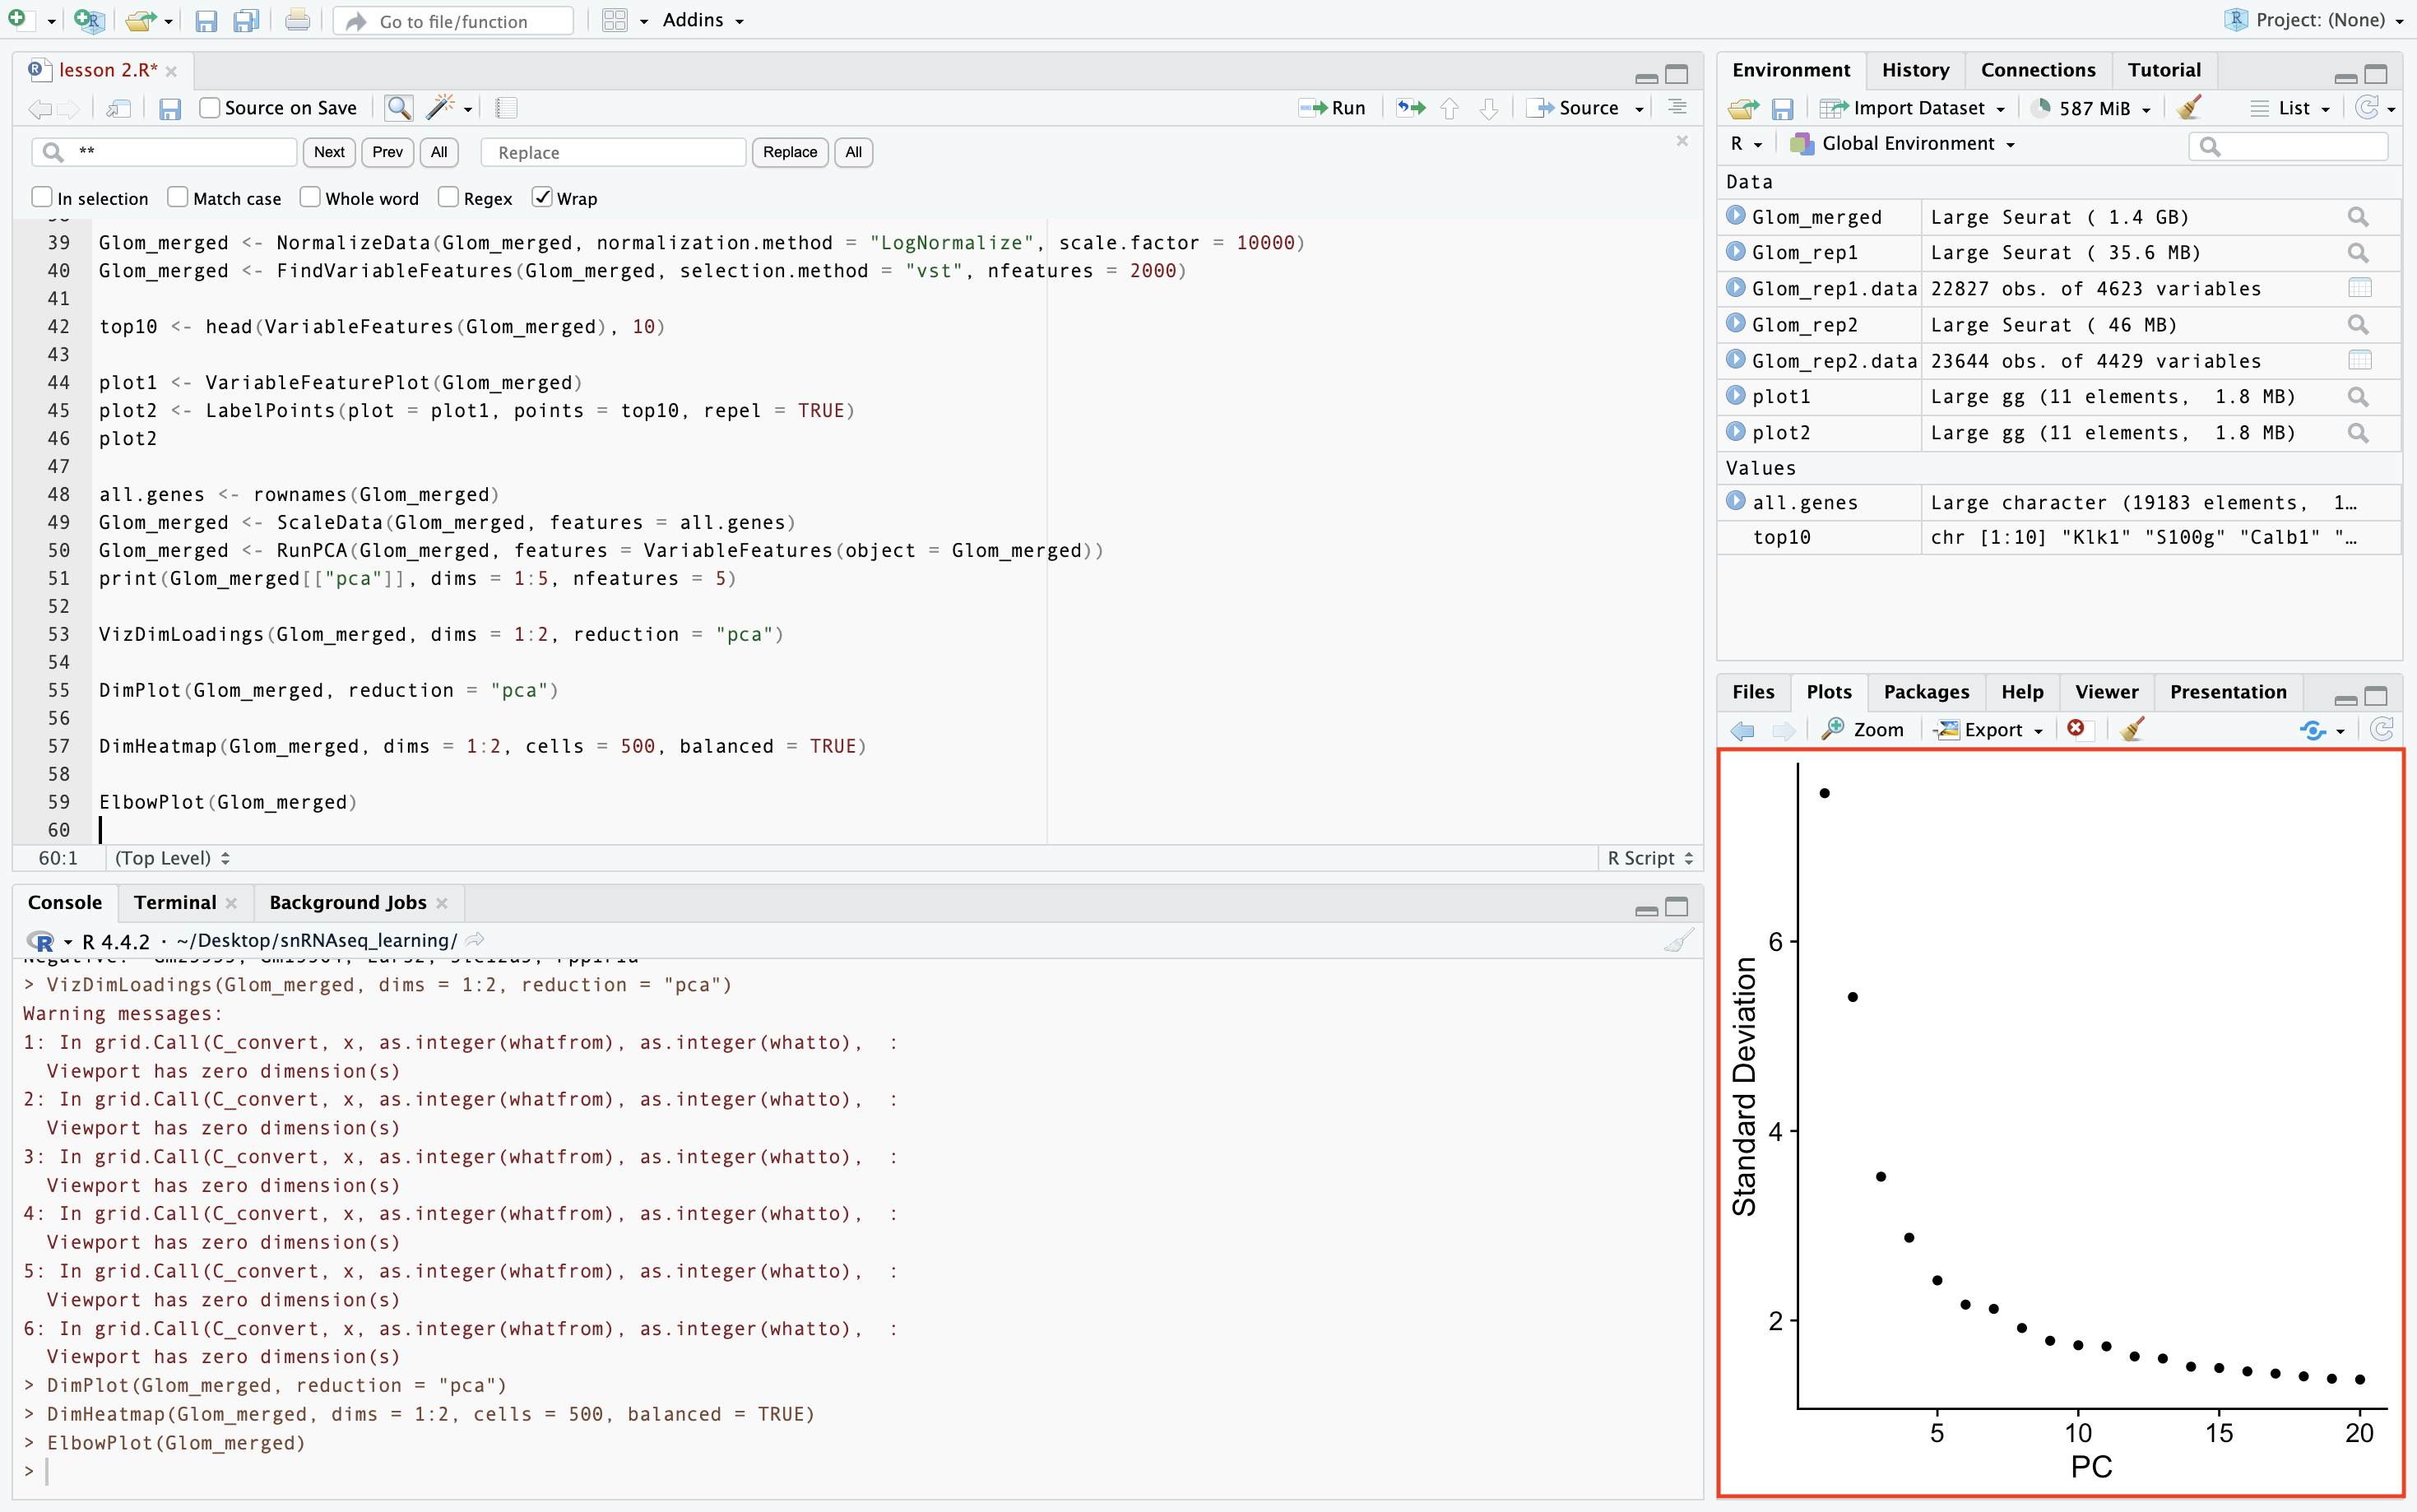 Go to file/function
Addins
Project: (None)
lesson 2.R*
Source on Save
Run
Source
**
Next
Prev
All
Replace
Replace
All
In selection
Match case
Whole word
Regex
Wrap
39 Glom_merged <- NormalizeData(Glom_merged, normalization.method = "LogNormalize", scale.factor = 10000)
40 Glom_merged <- FindVariableFeatures(Glom_merged, selection.method = "vst", nfeatures = 2000)
41
42 top10 <- head(VariableFeatures(Glom_merged), 10)
43
44 plot1 <- VariableFeaturePlot(Glom_merged)
45 plot2 <- LabelPoints(plot = plot1, points = top10, repel = TRUE)
46 plot2
47
48 all.genes <- rownames(Glom_merged)
49 Glom_merged <- ScaleData(Glom_merged, features = all.genes)
50 Glom_merged <- RunPCA(Glom_merged, features = VariableFeatures(object = Glom_merged))
51 print(Glom_merged[["pca"]], dims = 1:5, nfeatures = 5)
52
53 VizDimLoadings(Glom_merged, dims = 1:2, reduction = "pca")
54
55 DimPlot(Glom_merged, reduction = "pca")
56
57 DimHeatmap(Glom_merged, dims = 1:2, cells = 500, balanced = TRUE)
58
59 ElbowPlot(Glom_merged)
60
60:1
(Top Level)
R Script
Console
Terminal
Background Jobs
R 4.4.2 · ~/Desktop/snRNAseq_learning/
> VizDimLoadings(Glom_merged, dims = 1:2, reduction = "pca")
Warning messages:
1: In grid.Call(C_convert, x, as.integer(whatfrom), as.integer(whatto),  :
  Viewport has zero dimension(s)
2: In grid.Call(C_convert, x, as.integer(whatfrom), as.integer(whatto),  :
  Viewport has zero dimension(s)
3: In grid.Call(C_convert, x, as.integer(whatfrom), as.integer(whatto),  :
  Viewport has zero dimension(s)
4: In grid.Call(C_convert, x, as.integer(whatfrom), as.integer(whatto),  :
  Viewport has zero dimension(s)
5: In grid.Call(C_convert, x, as.integer(whatfrom), as.integer(whatto),  :
  Viewport has zero dimension(s)
6: In grid.Call(C_convert, x, as.integer(whatfrom), as.integer(whatto),  :
  Viewport has zero dimension(s)
> DimPlot(Glom_merged, reduction = "pca")
> DimHeatmap(Glom_merged, dims = 1:2, cells = 500, balanced = TRUE)
> ElbowPlot(Glom_merged)
>
Environment
History
Connections
Tutorial
Import Dataset
587 MiB
List
R
Global Environment
Data
Glom_merged Large Seurat ( 1.4 GB)
Glom_rep1 Large Seurat ( 35.6 MB)
Glom_rep1.data 22827 obs. of 4623 variables
Glom_rep2 Large Seurat ( 46 MB)
Glom_rep2.data 23644 obs. of 4429 variables
plot1 Large gg (11 elements,  1.8 MB)
plot2 Large gg (11 elements,  1.8 MB)
Values
all.genes Large character (19183 elements,  1…
top10 chr [1:10] "Klk1" "S100g" "Calb1" "…
Files
Plots
Packages
Help
Viewer
Presentation
Zoom
Export
Standard Deviation
6
4
2
5
10
15
20
PC